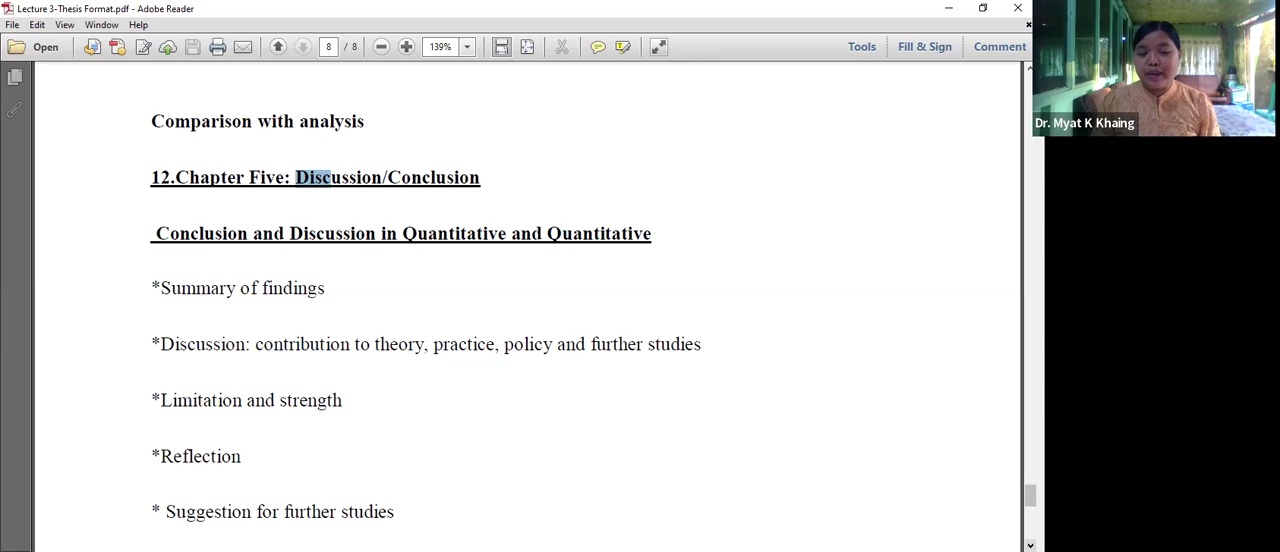 Lecture 3-Thesis Format.pdf - Adobe Reader
File Edit View Window Help
Open 8 / 8 139% Tools Fill & Sign Comment
Dr. Myat K Khaing
Comparison with analysis
12.Chapter Five: Discussion/Conclusion
Conclusion and Discussion in Quantitative and Quantitative
*Summary of findings
*Discussion: contribution to theory, practice, policy and further studies
*Limitation and strength
*Reflection
* Suggestion for further studies